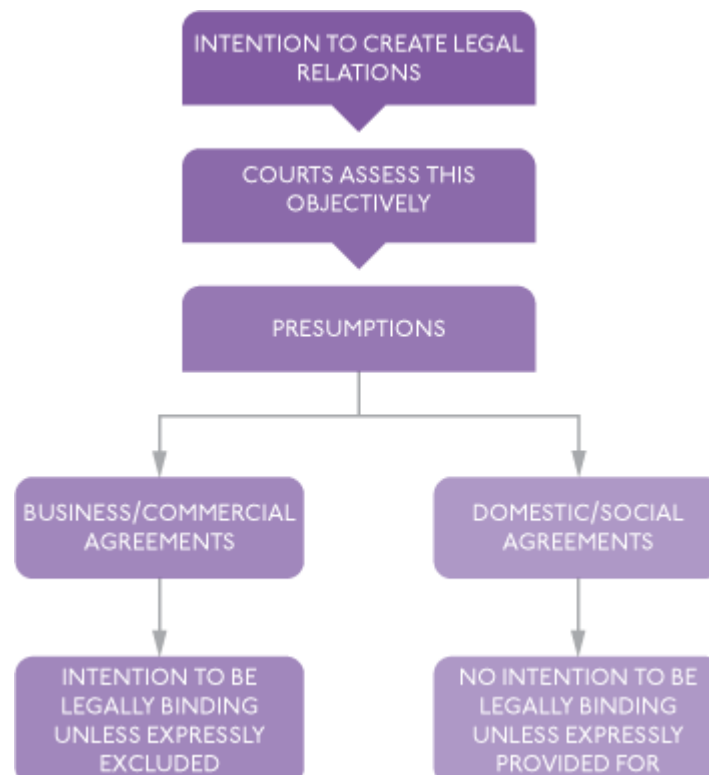 INTENTION TO CREATE LEGAL
RELATIONS
COURTS ASSESS THIS
OBJECTIVELY
PRESUMPTIONS
BUSINESS/COMMERCIAL
AGREEMENTS
DOMESTIC/SOCIAL
AGREEMENTS
INTENTION TO BE
LEGALLY BINDING
UNLESS EXPRESSLY
EXCLUDED
NO INTENTION TO BE
LEGALLY BINDING
UNLESS EXPRESSLY
PROVIDED FOR